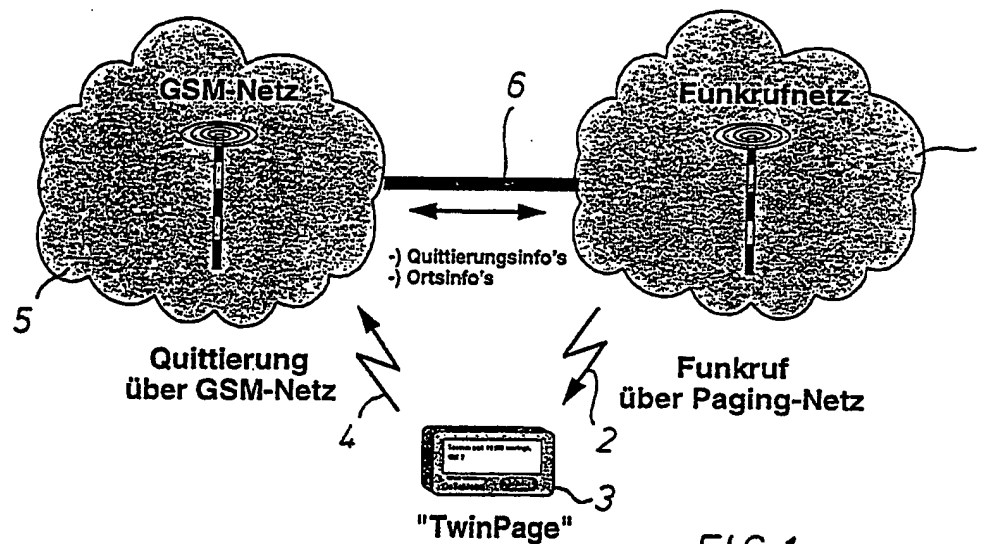 GSM-Netz
Funkrufnetz
6
-) Quittierungsinfo's
-) Ortsinfo's
5
Quittierung
über GSM-Netz
Funkruf
über Paging-Netz
4
2
3
"TwinPage"
FIG. 1